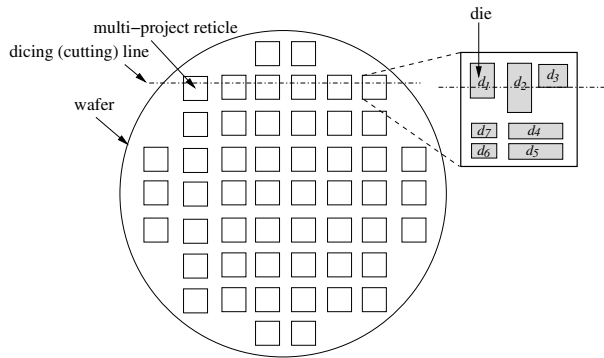 multi−project reticle
dicing (cutting) line
wafer
die
d1 d2 d3
d7 d4
d6 d5